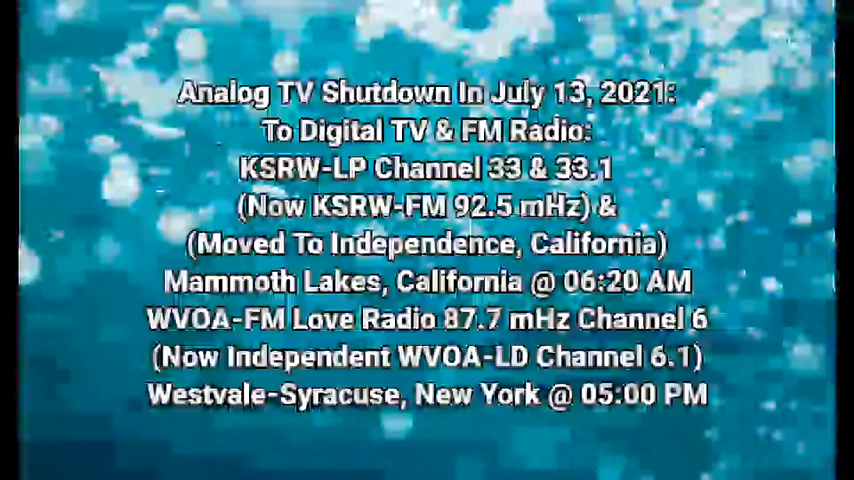 Analog TV Shutdown In July 13, 2021:
To Digital TV & FM Radio:
KSRW-LP Channel 33 & 33.1
(Now KSRW-FM 92.5 mHz) &
(Moved To Independence, California)
Mammoth Lakes, California @ 06:20 AM
WVOA-FM Love Radio 87.7 mHz Channel 6
(Now Independent WVOA-LD Channel 6.1)
Westvale-Syracuse, New York @ 05:00 PM